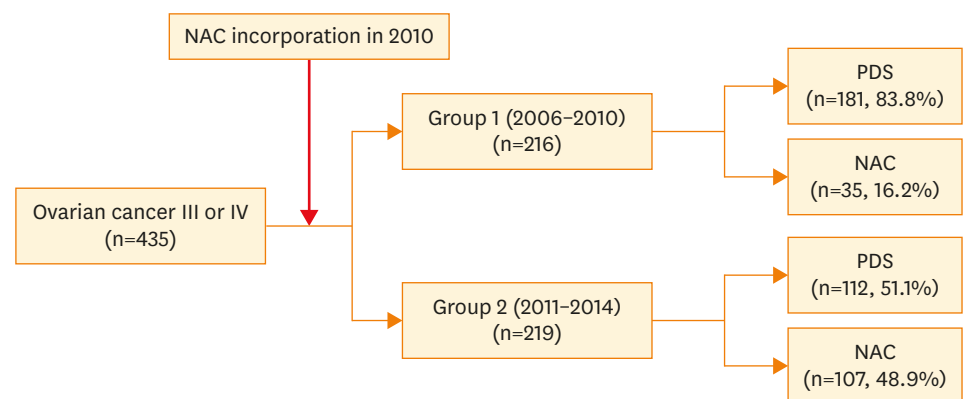 NAC incorporation in 2010
Ovarian cancer III or IV
(n=435)
Group 1 (2006–2010)
(n=216)
PDS
(n=181, 83.8%)
NAC
(n=35, 16.2%)
Group 2 (2011–2014)
(n=219)
PDS
(n=112, 51.1%)
NAC
(n=107, 48.9%)